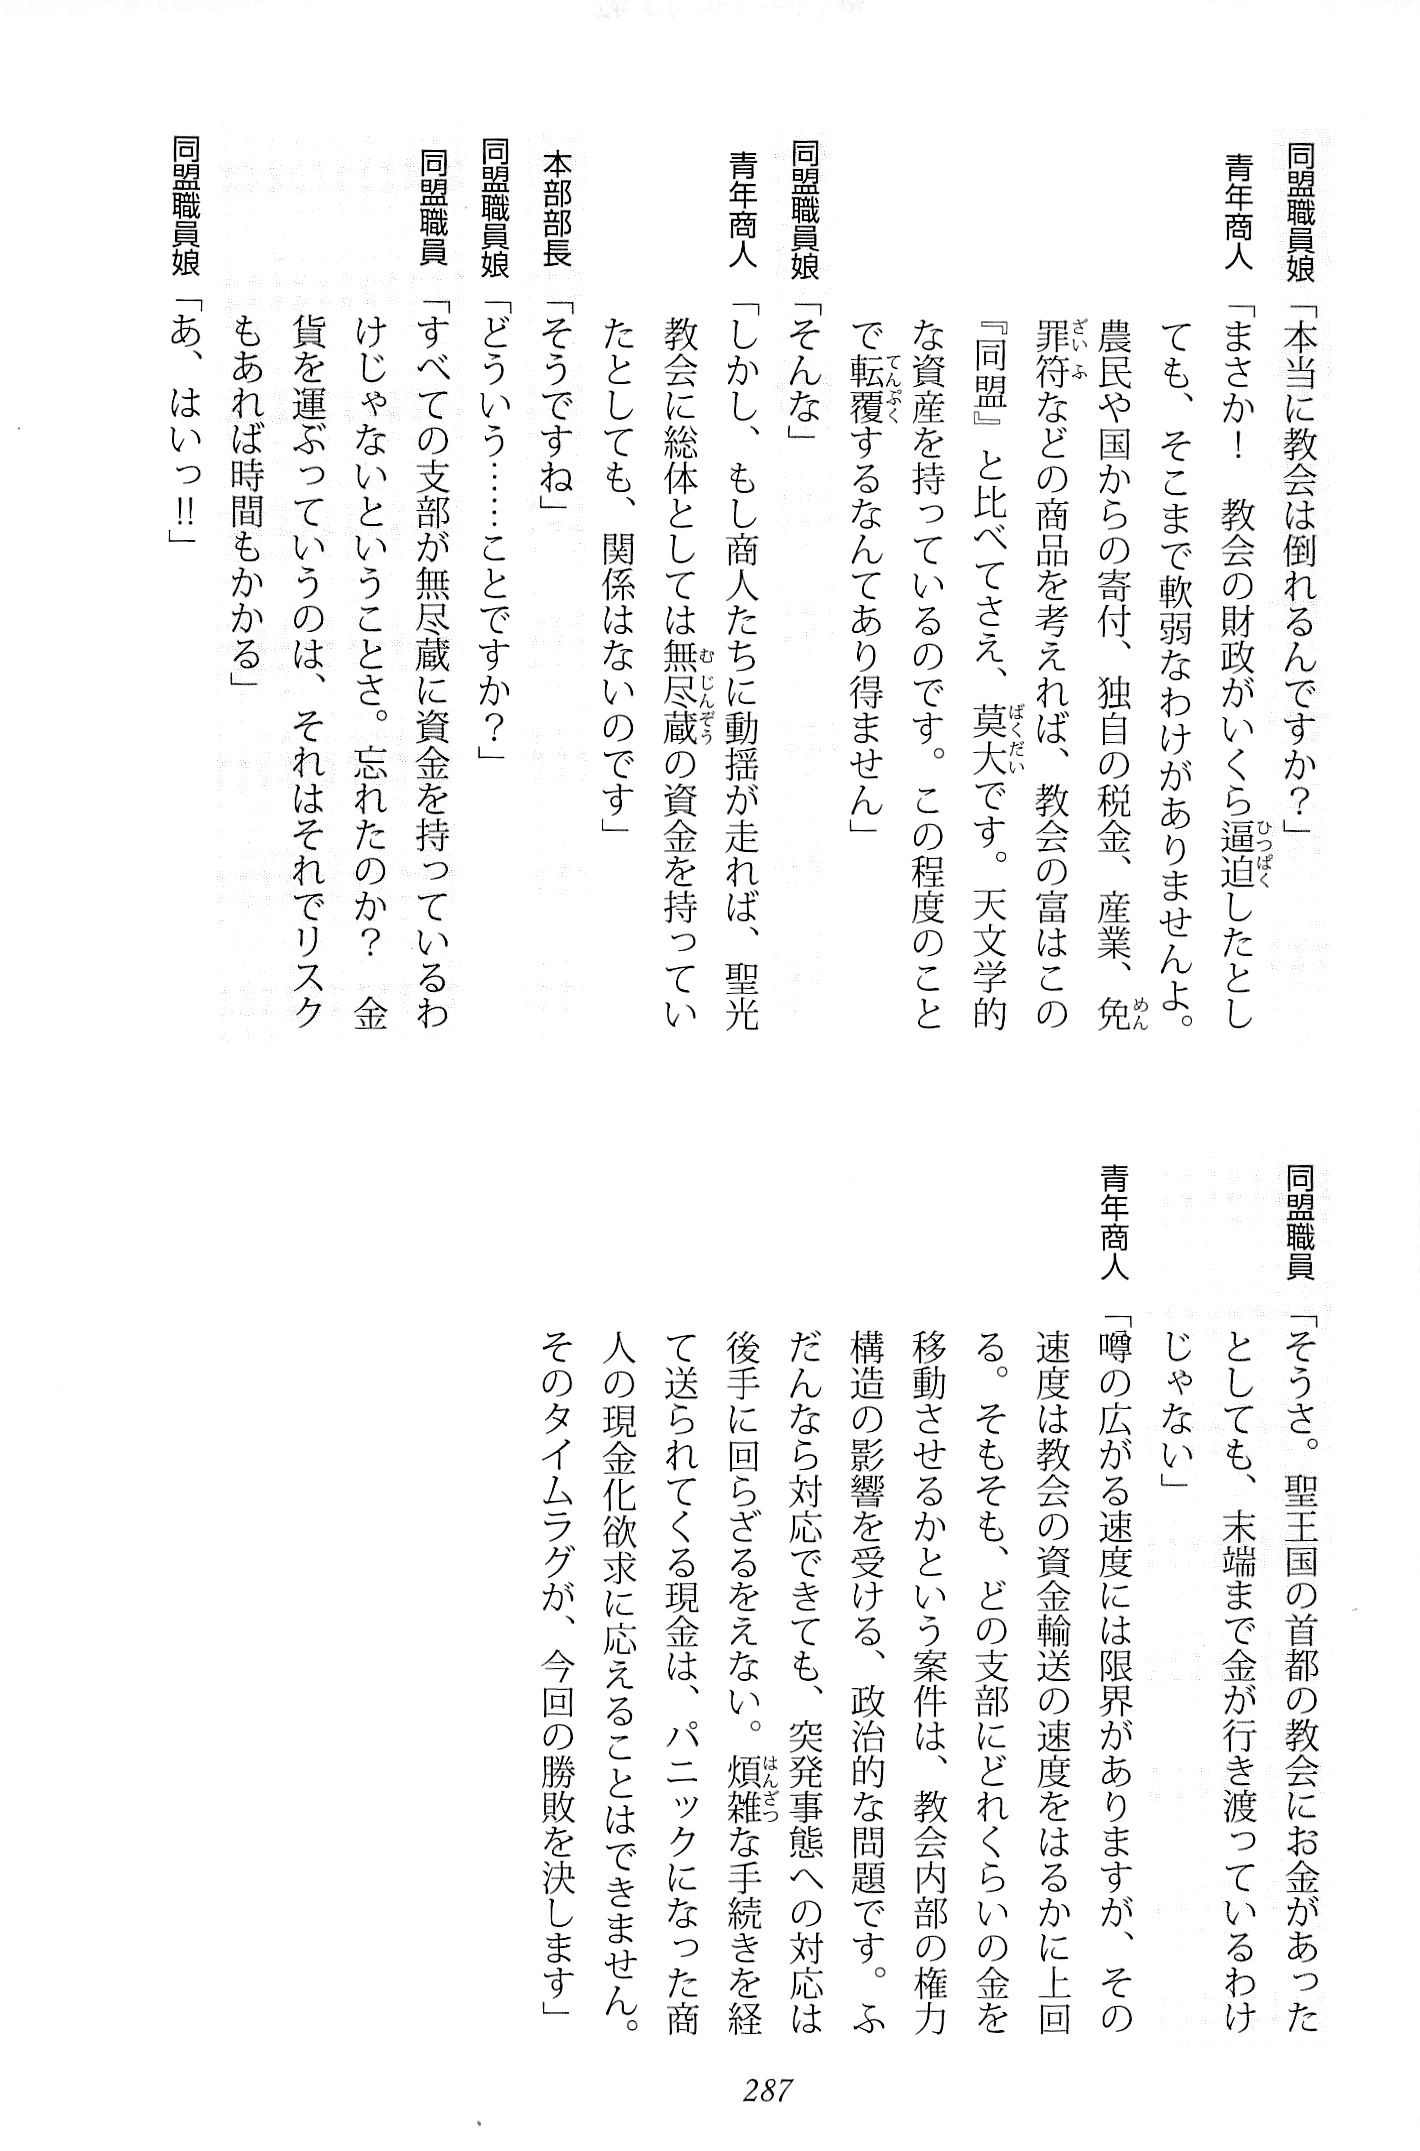 同盟職員娘「本当に教会は倒れるんですか？」
青年商人「まさか！　教会の財政がいくら逼迫したとし
ても、そこまで軟弱なわけがありませんよ。
農民や国からの寄付、独自の税金、産業、免
罪符などの商品を考えれば、教会の富はこの
『同盟』と比べてさえ、莫大です。天文学的
な資産を持っているのです。この程度のこと
で転覆するなんてあり得ません」
同盟職員娘「そんな」
青年商人「しかし、もし商人たちに動揺が走れば、聖光
教会に総体としては無尽蔵の資金を持ってい
たとしても、関係はないのです」
本部部長「そうですね」
同盟職員娘「どういう……ことですか？」
同盟職員「すべての支部が無尽蔵に資金を持っているわ
けじゃないということさ。忘れたのか？　金
貨を運ぶっていうのは、それはそれでリスク
もあれば時間もかかる」
同盟職員娘「あ、はいっ!!」
同盟職員「そうさ。聖王国の首都の教会にお金があった
としても、末端まで金が行き渡っているわけ
じゃない」
青年商人「噂の広がる速度には限界がありますが、その
速度は教会の資金輸送の速度をはるかに上回
る。そもそも、どの支部にどれくらいの金を
移動させるかという案件は、教会内部の権力
構造の影響を受ける、政治的な問題です。ふ
だんなら対応できても、突発事態への対応は
後手に回らざるをえない。煩雑な手続きを経
て送られてくる現金は、パニックになった商
人の現金化欲求に応えることはできません。
そのタイムラグが、今回の勝敗を決します」
287